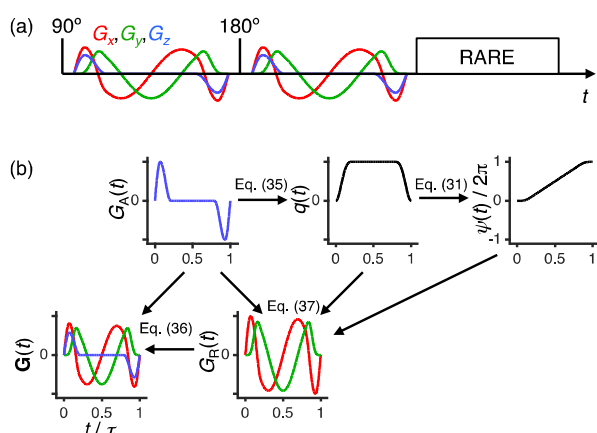 (a) 90° Gx,Gy,Gz 180° RARE
t
(b)
GA(t) 0 0 0.5 1
Eq. (35)
q(t) 0 0 0.5 1
Eq. (31)
ψ(t) / 2π 1 0 -1 0 0.5 1
Eq. (36)
Eq. (37)
G(t) 0 0 0.5 1
t / τ
GR(t) 0 0 0.5 1